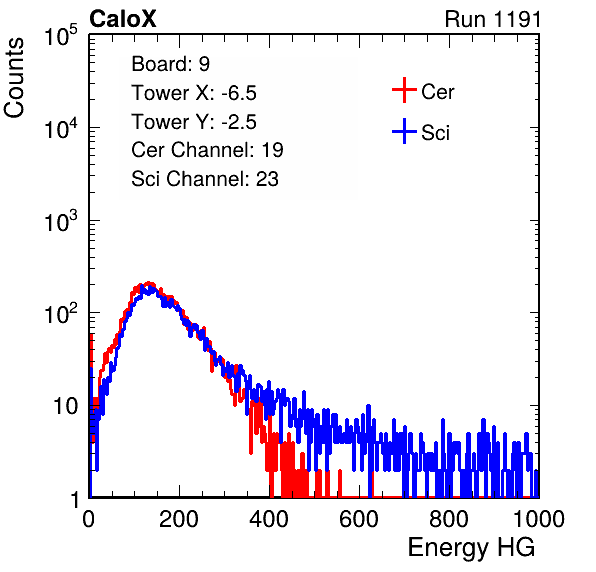 CaloX Run 1191
Counts
10^5
10^4
10^3
10^2
10
1
Board: 9
Tower X: -6.5
Tower Y: -2.5
Cer Channel: 19
Sci Channel: 23
Cer
Sci
0 200 400 600 800 1000
Energy HG